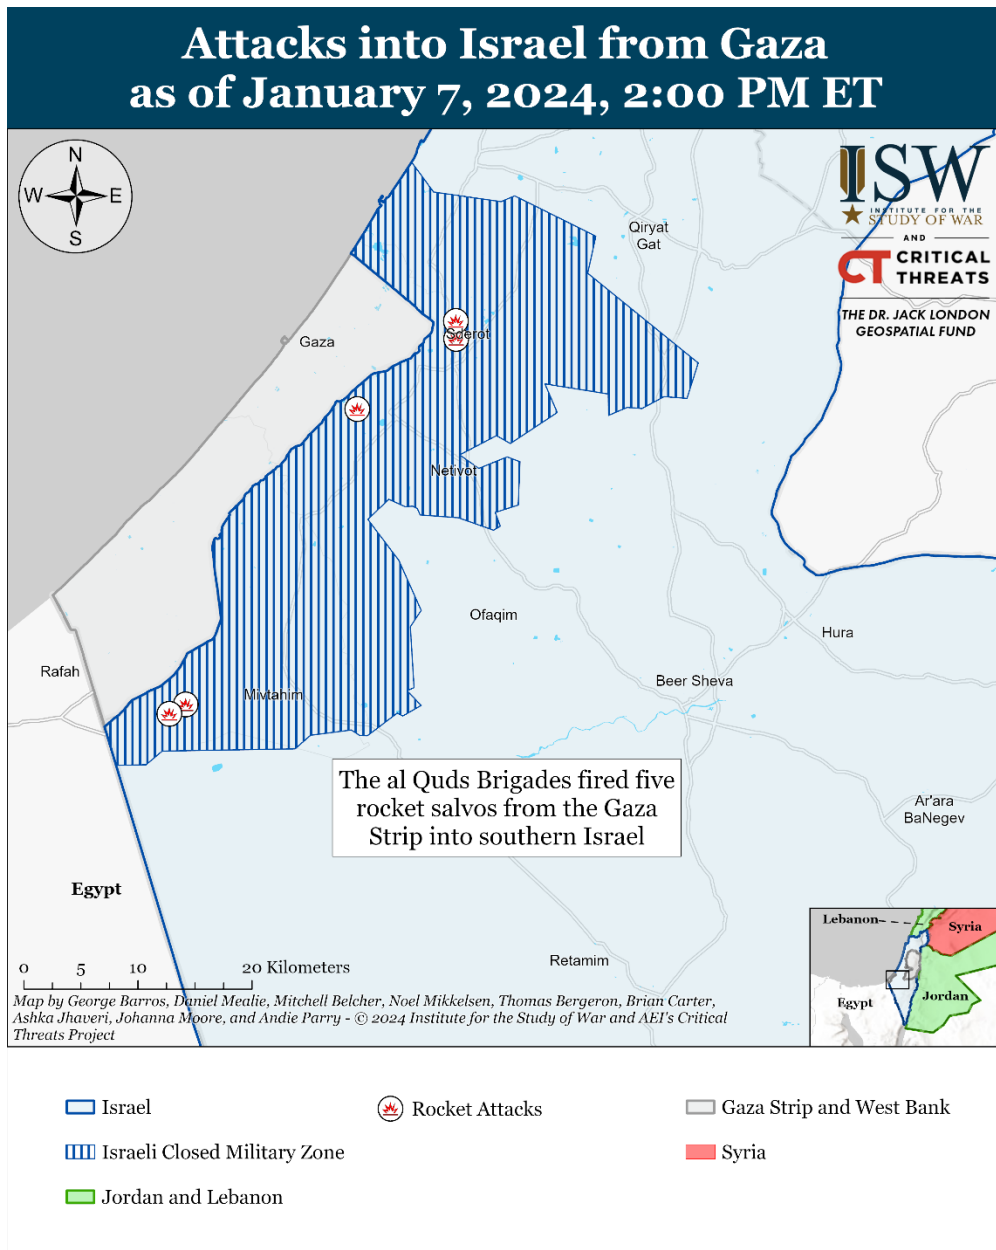 Attacks into Israel from Gaza
as of January 7, 2024, 2:00 PM ET
N
W
E
S
ISW
INSTITUTE FOR THE
STUDY OF WAR
AND
CT CRITICAL
THREATS
THE DR. JACK LONDON
GEOSPATIAL FUND
Qiryat
Gat
Sderot
Gaza
Netivot
Ofaqim
Hura
Rafah
Mivtahim
Beer Sheva
The al Quds Brigades fired five
rocket salvos from the Gaza
Strip into southern Israel
Ar'ara
BaNegev
Egypt
Retamim
Lebanon
Syria
Egypt
Jordan
0 5 10 20 Kilometers
Map by George Barros, Daniel Mealie, Mitchell Belcher, Noel Mikkelsen, Thomas Bergeron, Brian Carter,
Ashka Jhaveri, Johanna Moore, and Andie Parry - © 2024 Institute for the Study of War and AEI's Critical
Threats Project
Israel
Rocket Attacks
Gaza Strip and West Bank
Israeli Closed Military Zone
Syria
Jordan and Lebanon